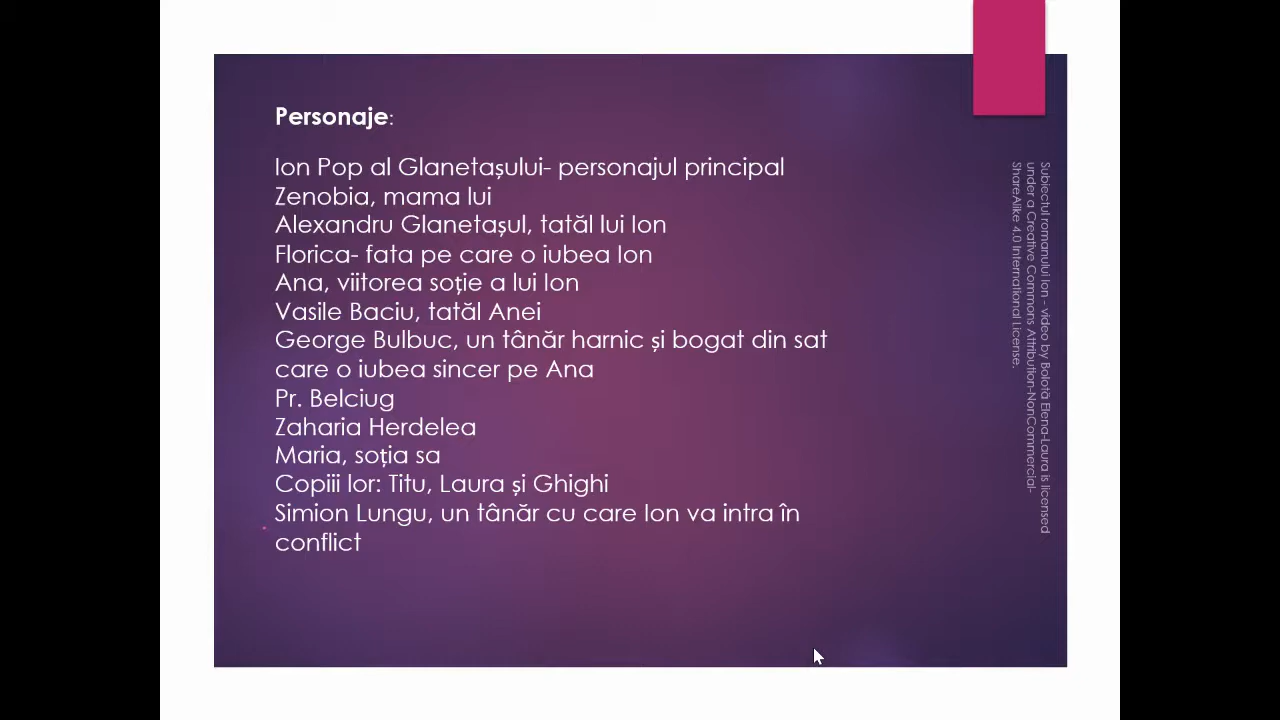 Personaje:
Ion Pop al Glanetașului- personajul principal
Zenobia, mama lui
Alexandru Glanetașul, tatăl lui Ion
Florica- fata pe care o iubea Ion
Ana, viitorea soție a lui Ion
Vasile Baciu, tatăl Anei
George Bulbuc, un tânăr harnic și bogat din sat
care o iubea sincer pe Ana
Pr. Belciug
Zaharia Herdelea
Maria, soția sa
Copiii lor: Titu, Laura și Ghighi
Simion Lungu, un tânăr cu care Ion va intra în
conflict
Subiectul romanului Ion - video by Bolotă Elena-Laura is licensed
under a Creative Commons Attribution-NonCommercial-
ShareAlike 4.0 International License.